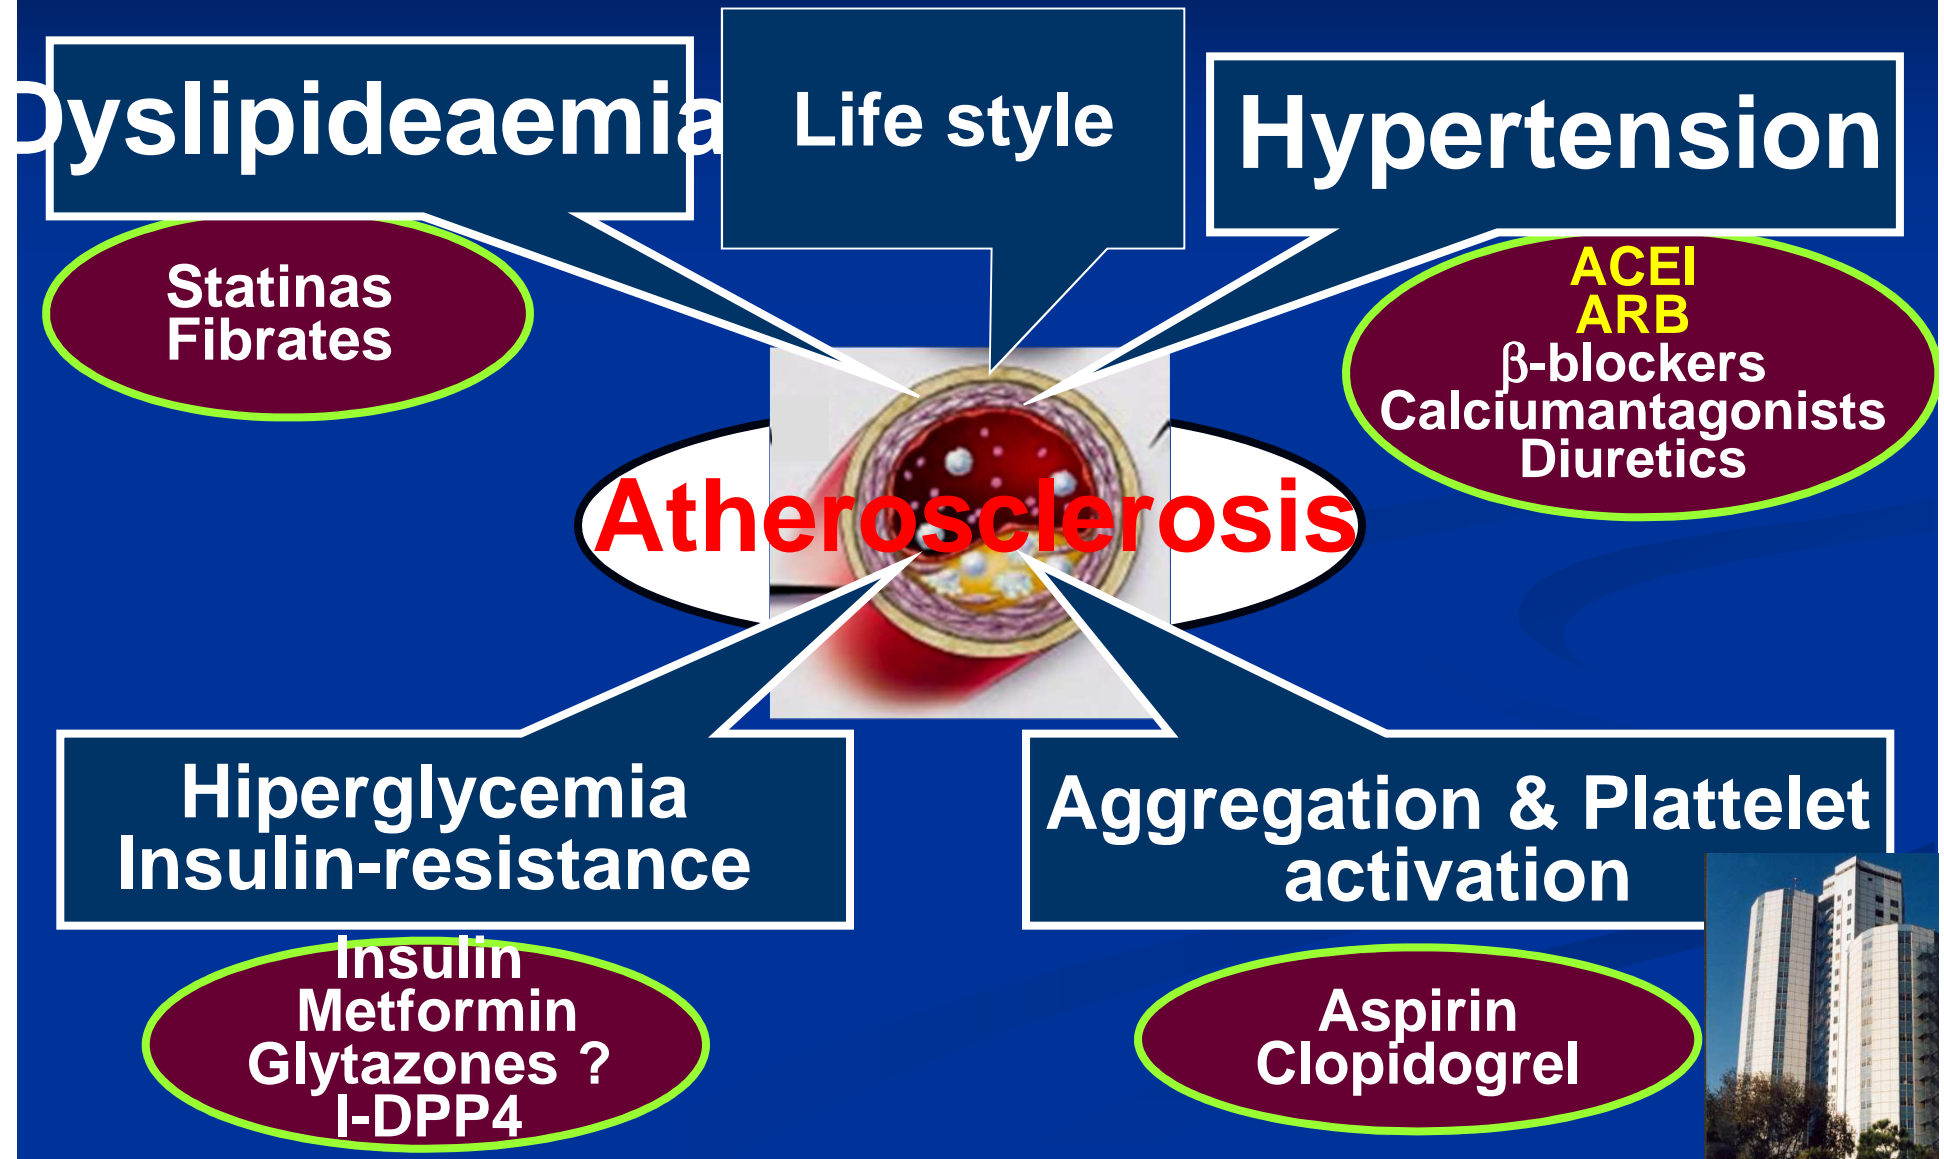 Dyslipideaemia
Life style
Hypertension
Statinas
Fibrates
ACEI
ARB
β-blockers
Calciumantagonists
Diuretics
Atherosclerosis
Hiperglycemia
Insulin-resistance
Aggregation & Plattelet
activation
Insulin
Metformin
Glytazones ?
I-DPP4
Aspirin
Clopidogrel